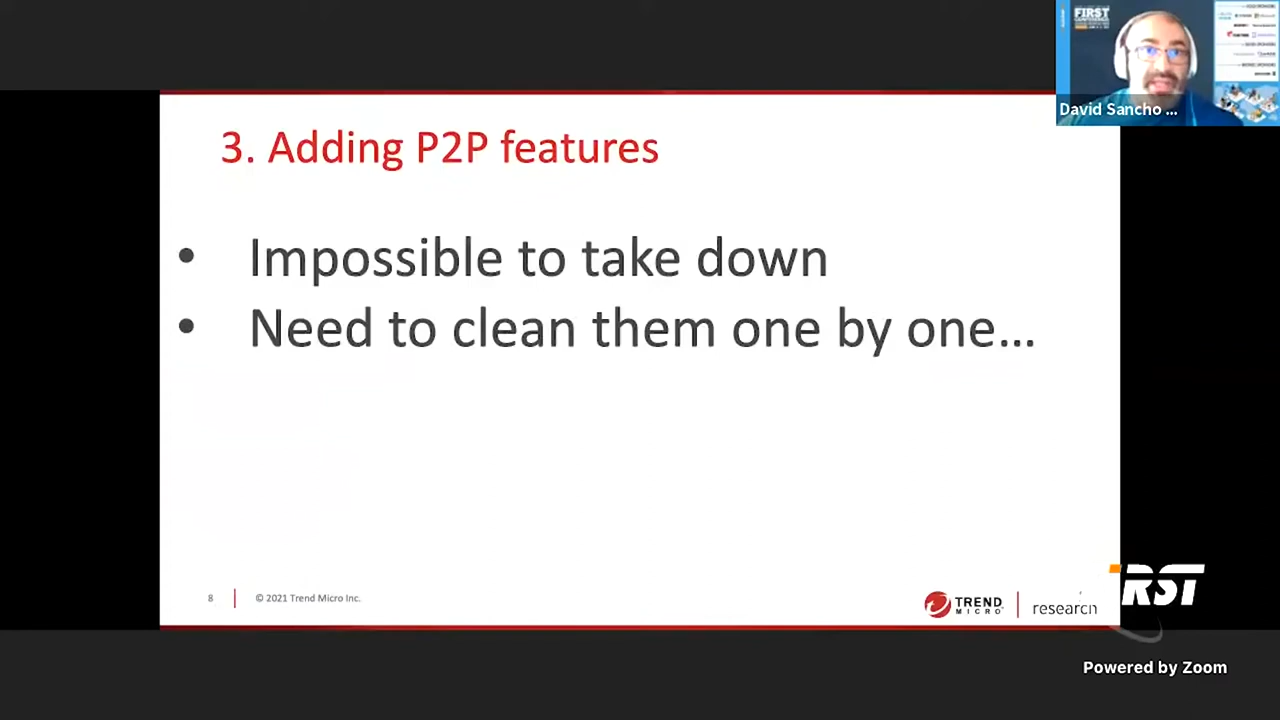 FIRST
David Sancho ...
3. Adding P2P features
• Impossible to take down
• Need to clean them one by one...
8
© 2021 Trend Micro Inc.
TREND
MICRO
research
Powered by Zoom